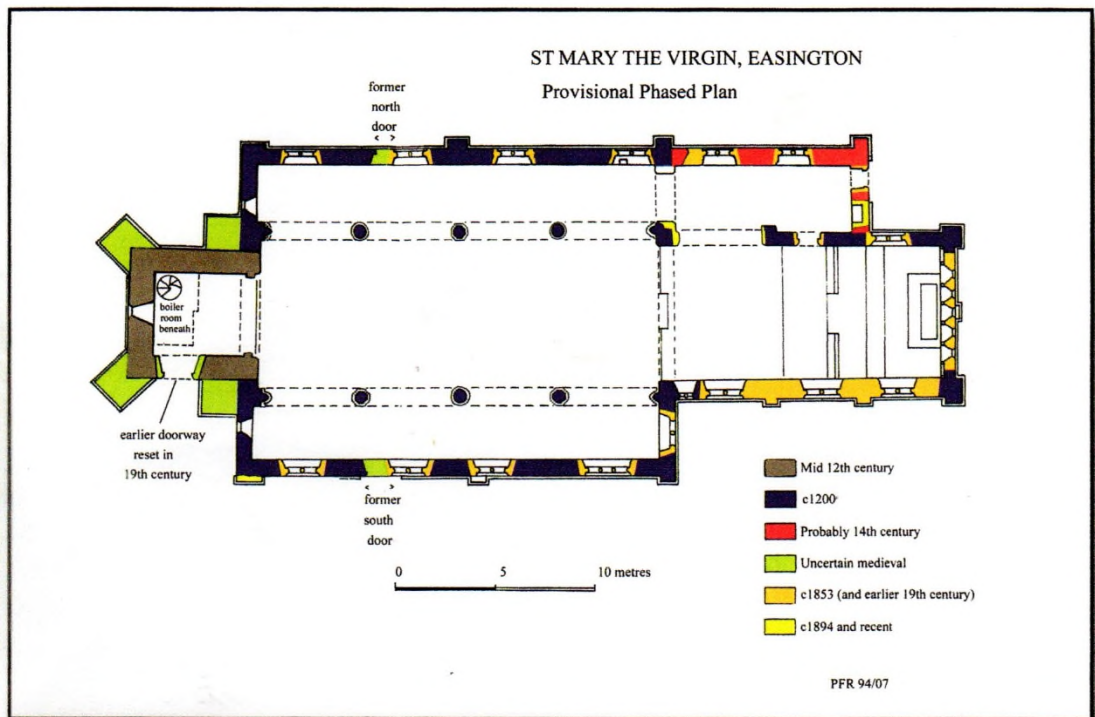 ST MARY THE VIRGIN, EASINGTON
Provisional Phased Plan
former
north
door
boiler
room
beneath
earlier doorway
reset in
19th century
former
south
door
0 5 10 metres
Mid 12th century
c1200
Probably 14th century
Uncertain medieval
c1853 (and earlier 19th century)
c1894 and recent
PFR 94/07